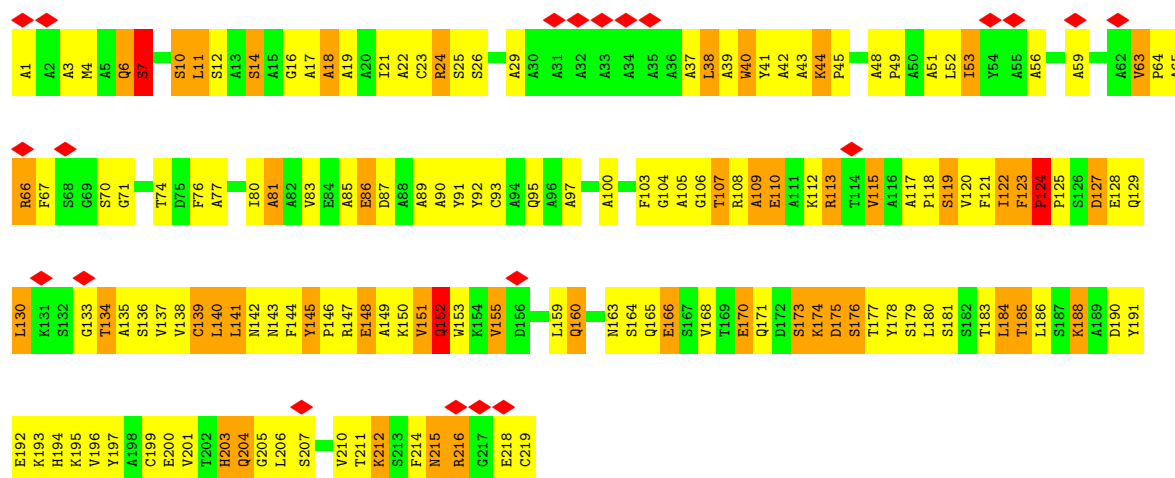 A1 A2 A3 M4 A5 Q6 S7 S10 L11 S12 A13 S14 A15 G16 A17 A18 A19 A20 I21 A22 C23 R24 S25 S26 A29 A30 A31 A32 A33 A34 A35 A36 A37 L38 A39 W40 Y41 A42 A43 K44 P45 A48 P49 A50 A51 L52 I53 Y54 A55 A56 A59 A62 V63 P64 A65
R66 F67 S68 G69 S70 G71 T74 D75 F76 A77 I80 A81 A82 V83 E84 A85 E86 D87 A88 A89 A90 Y91 Y92 C93 A94 Q95 A96 A97 A100 F103 G104 A105 G106 T107 R108 A109 E110 A111 K112 R113 T114 V115 A116 A117 P118 S119 V120 F121 I122 F123 P124 P125 S126 D127 E128 Q129
L130 K131 S132 G133 T134 A135 S136 V137 V138 C139 L140 L141 N142 N143 F144 Y145 P146 R147 E148 A149 K150 V151 Q152 W153 K154 V155 D156 L159 Q160 N163 S164 Q165 E166 S167 V168 T169 E170 Q171 D172 S173 K174 D175 S176 T177 Y178 S179 L180 S181 S182 T183 L184 T185 L186 S187 K188 A189 D190 Y191
E192 K193 H194 K195 V196 Y197 A198 C199 E200 V201 T202 H203 Q204 G205 L206 S207 V210 T211 K212 S213 F214 N215 R216 G217 E218 C219